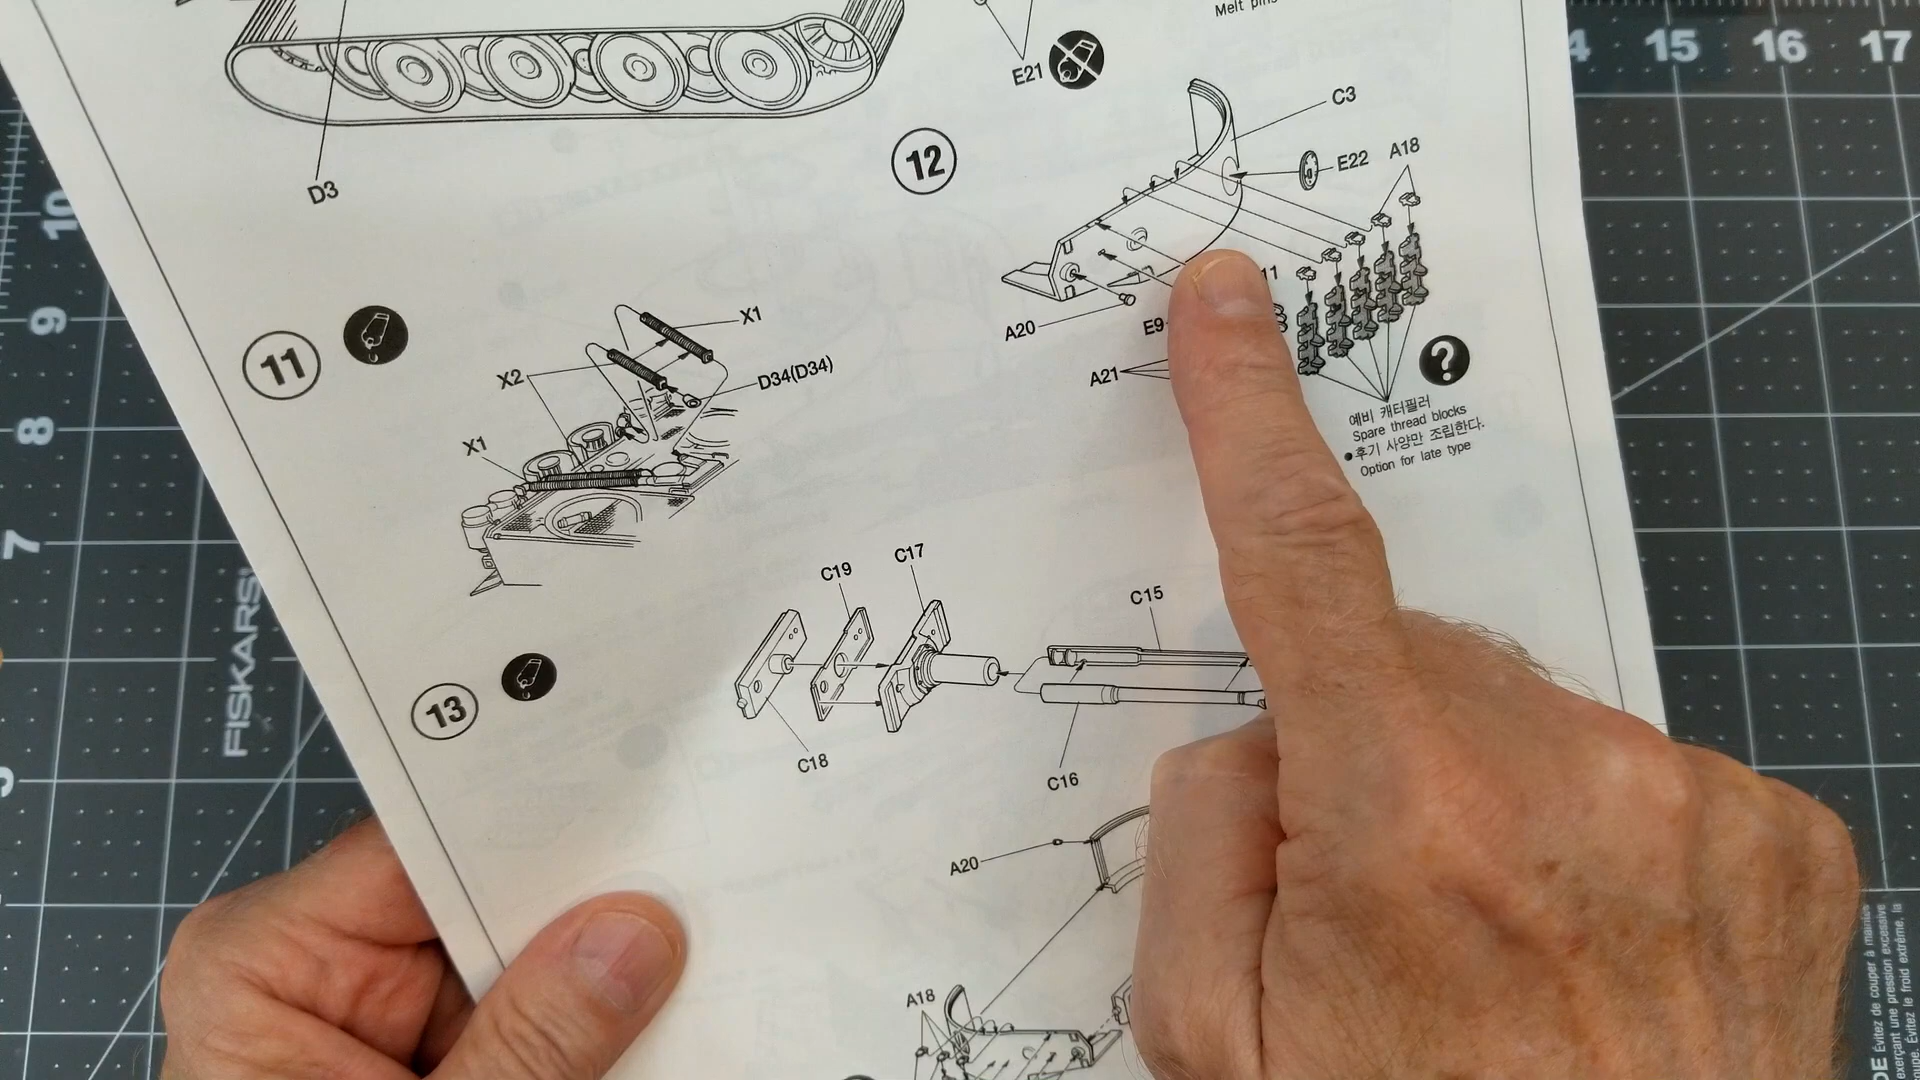 Melt pins
E21
C3
12
E22
A18
D3
A20
E9
A21
?
예비 캐터필러
Spare thread blocks
●후기 사양만 조립한다.
Option for late type
11
X1
X2
D34(D34)
X1
C19
C17
C15
13
C18
C16
A20
A18
15
16
17
10
9
8
7
FISKARS